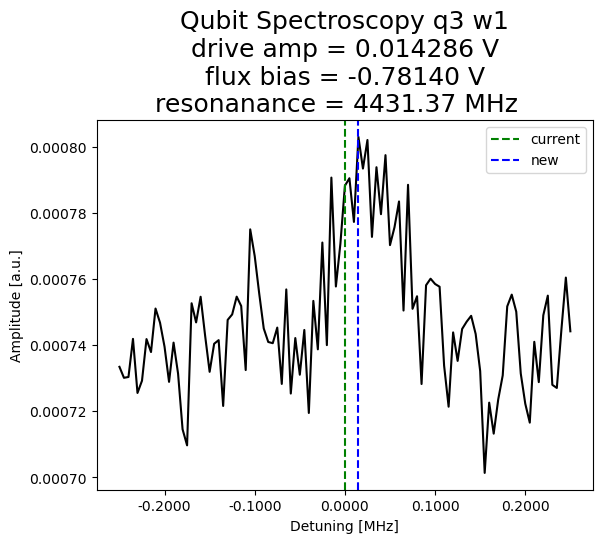 Qubit Spectroscopy q3 w1
drive amp = 0.014286 V
flux bias = -0.78140 V
resonanance = 4431.37 MHz
current
new
0.00080
0.00078
0.00076
0.00074
0.00072
0.00070
Amplitude [a.u.]
-0.2000 -0.1000 0.0000 0.1000 0.2000
Detuning [MHz]